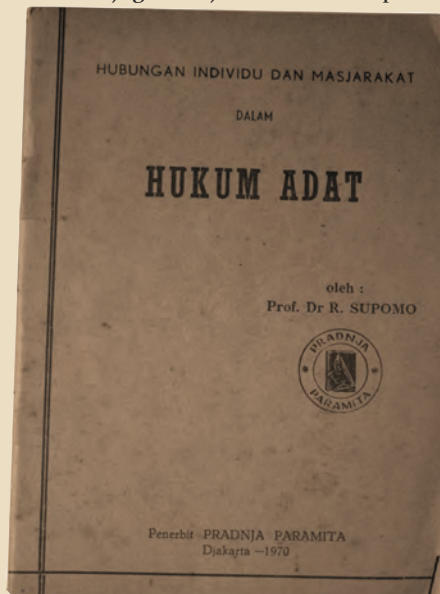 HUBUNGAN INDIVIDU DAN MASJARAKAT
DALAM
HUKUM ADAT
oleh :
Prof. Dr R. SUPOMO
PRADNJA
PARAMITA
Penerbit PRADNJA PARAMITA
Djakarta —1970